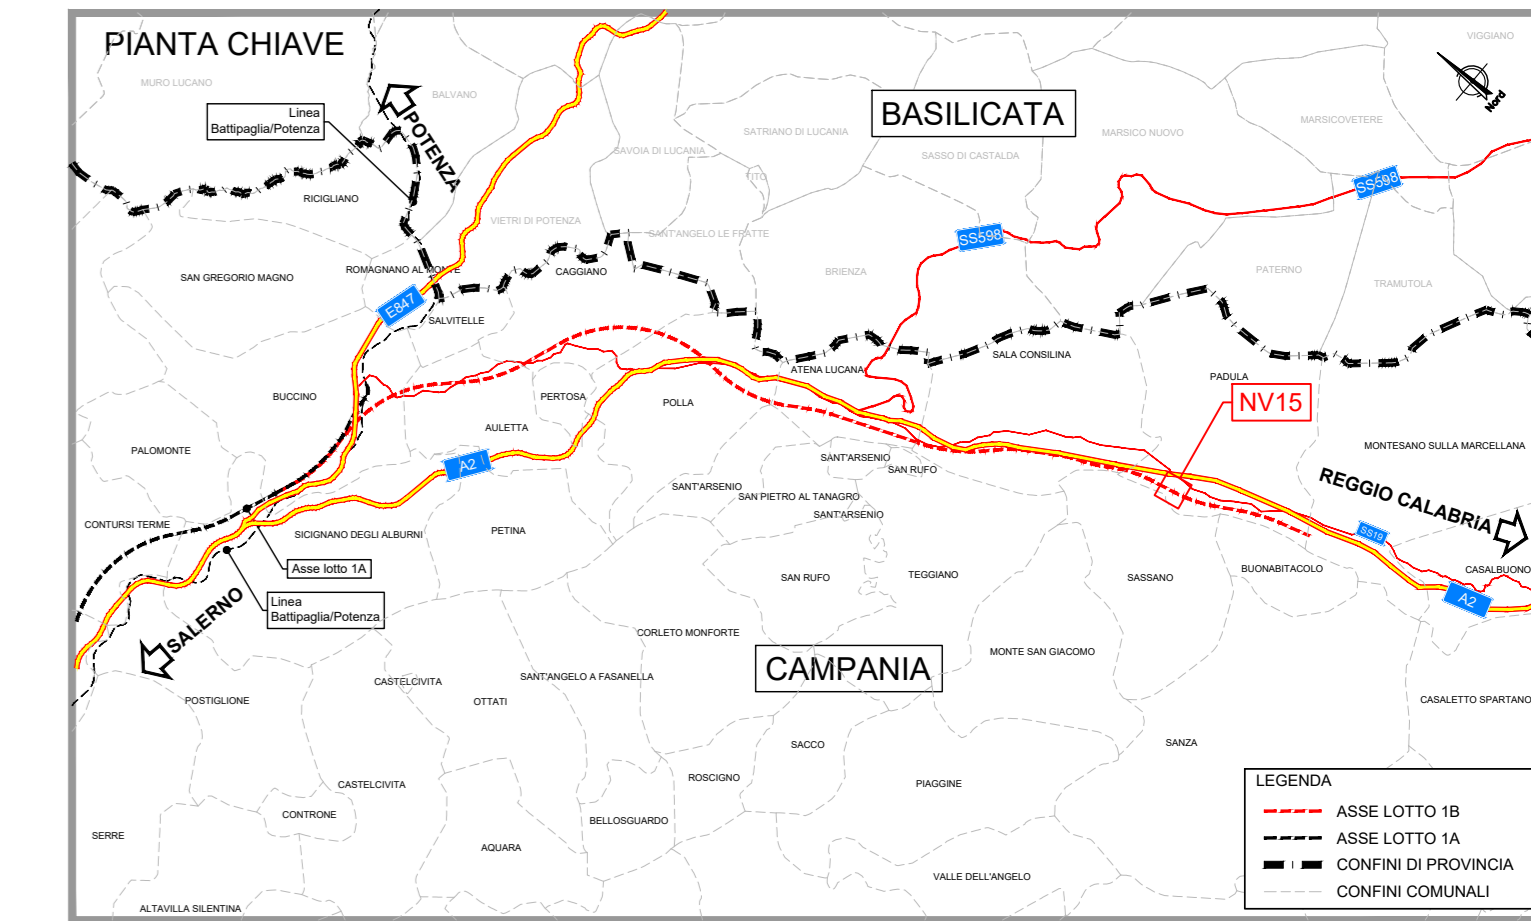 PIANTA CHIAVE
VIGGIANO
MURO LUCANO
BALVANO
Nord
Linea
Battipaglia/Potenza
POTENZA
BASILICATA
SATRIANO DI LUCANIA
MARSICO NUOVO
MARSICOVETERE
SAVOIA DI LUCANIA
SASSO DI CASTALDA
TITO
SS598
RICIGLIANO
VIETRI DI POTENZA
SANT'ANGELO LE FRATTE
SS598
SAN GREGORIO MAGNO
ROMAGNANO AL MONTE
CAGGIANO
BRIENZA
PATERNO
TRAMUTOLA
E847
SALVITELLE
SALA CONSILINA
ATENA LUCANA
PADULA
BUCCINO
PERTOSA
POLLA
NV15
AULETTA
PALOMONTE
A2
SANT'ARSENIO
SAN RUFO
MONTESANO SULLA MARCELLANA
SANT'ARSENIO
SAN PIETRO AL TANAGRO
SANT'ARSENIO
REGGIO CALABRiA
CONTURSI TERME
SICIGNANO DEGLI ALBURNI
PETINA
SS19
Asse lotto 1A
SAN RUFO
TEGGIANO
SASSANO
BUONABITACOLO
CASALBUONO
A2
Linea
Battipaglia/Potenza
SALERNO
CORLETO MONFORTE
MONTE SAN GIACOMO
CAMPANIA
SANT'ANGELO A FASANELLA
CASTELCIVITA
OTTATI
POSTIGLIONE
CASALETTO SPARTANO
SACCO
SANZA
ROSCIGNO
PIAGGINE
CASTELCIVITA
CONTRONE
BELLOSGUARDO
SERRE
AQUARA
VALLE DELL'ANGELO
ALTAVILLA SILENTINA
LEGENDA
ASSE LOTTO 1B
ASSE LOTTO 1A
CONFINI DI PROVINCIA
CONFINI COMUNALI